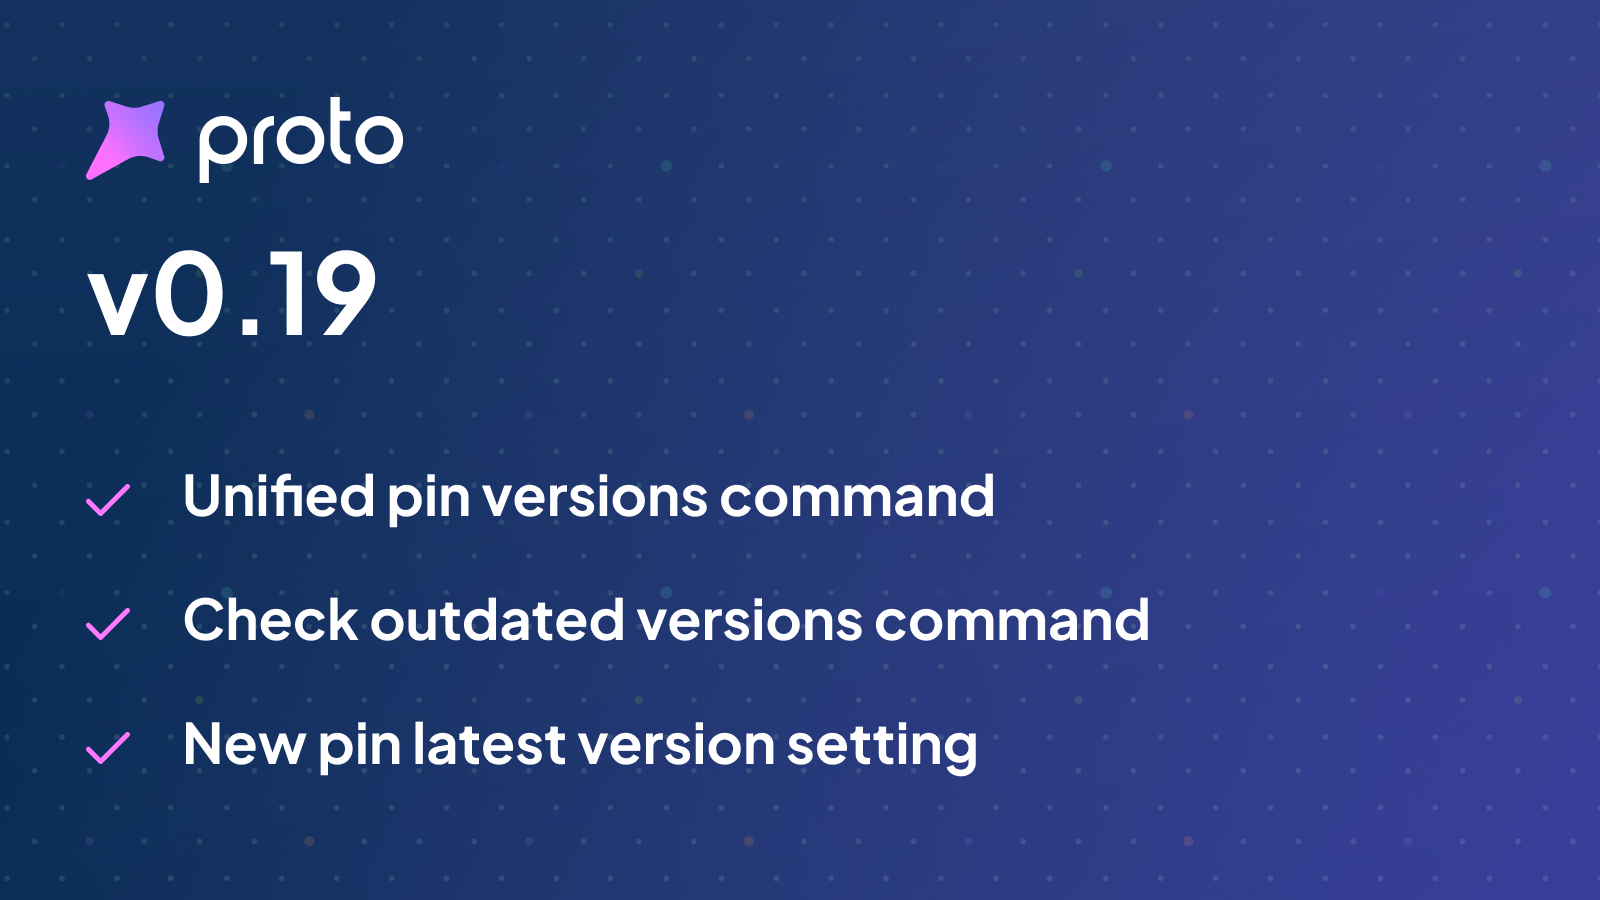 proto
v0.19
Unified pin versions command
Check outdated versions command
New pin latest version setting